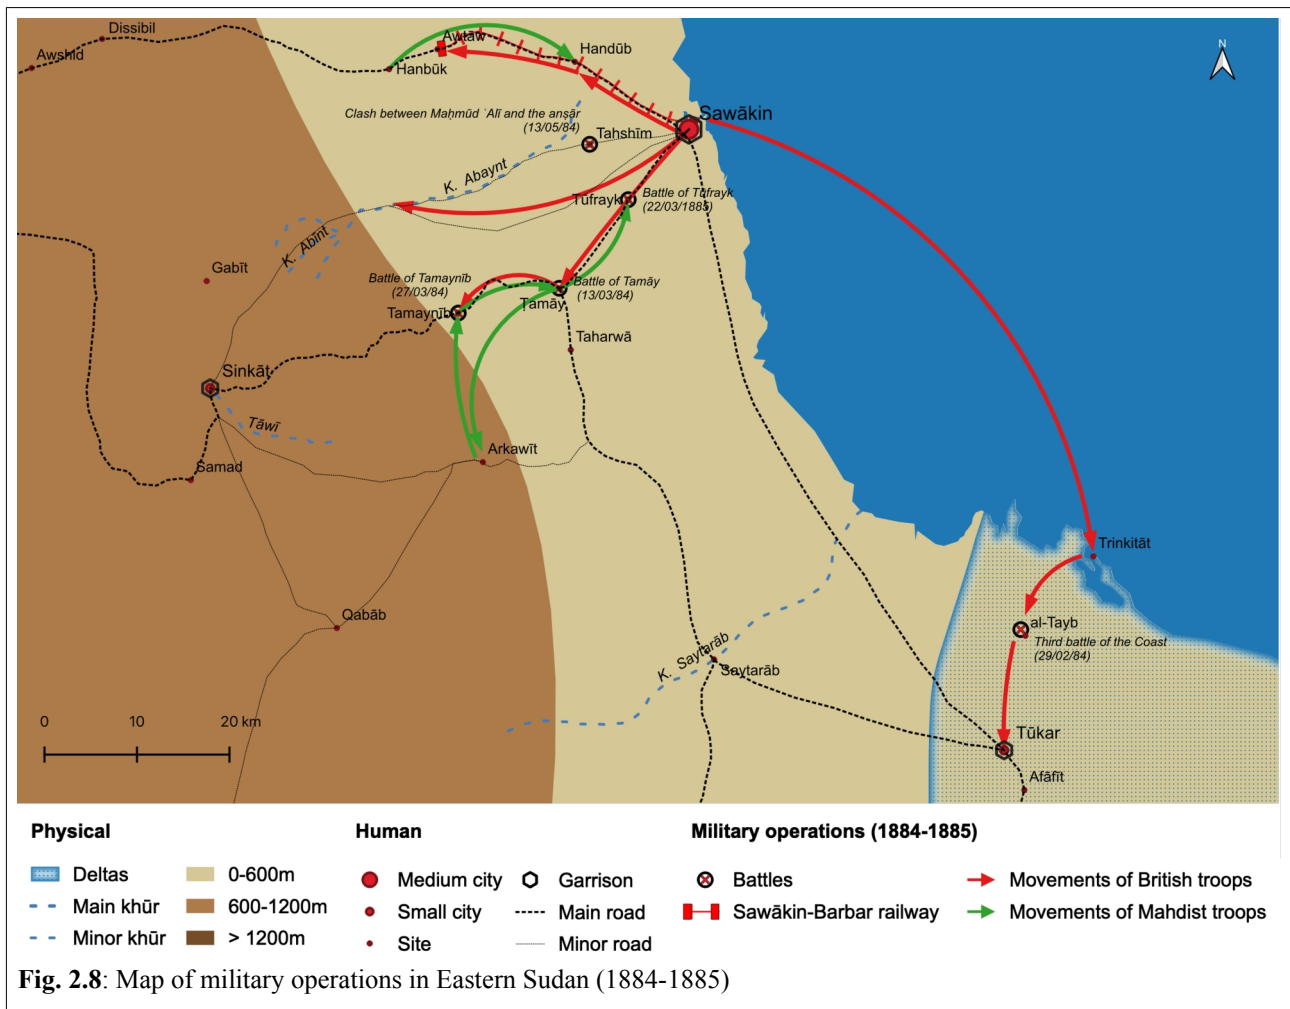 Dissibil
Awshid
Awtāw
Handūb
Hanbūk
N
Sawākin
Clash between Maḥmūd ʿAlī and the anṣār
(13/05/84)
Taḥshīm
K. Abaynt
Tūfrayk
Battle of Tūfrayk
(22/03/1885)
K. Abīnt
Gabīt
Battle of Tamaynīb
(27/03/84)
Battle of Tamāy
(13/03/84)
Tamaynīb
Ṭamāy
Taharwā
Sinkāt
Tāwī
Arkawīt
Samad
Trinkitāt
Qabāb
al-Tayb
Third battle of the Coast
(29/02/84)
K. Saytarāb
Saytarāb
0 10 20 km
Tūkar
Afāfīt
Physical
Deltas
Main khūr
Minor khūr
0-600m
600-1200m
> 1200m
Human
Medium city
Small city
Site
Garrison
Main road
Minor road
Military operations (1884-1885)
Battles
Sawākin-Barbar railway
Movements of British troops
Movements of Mahdist troops
Fig. 2.8: Map of military operations in Eastern Sudan (1884-1885)